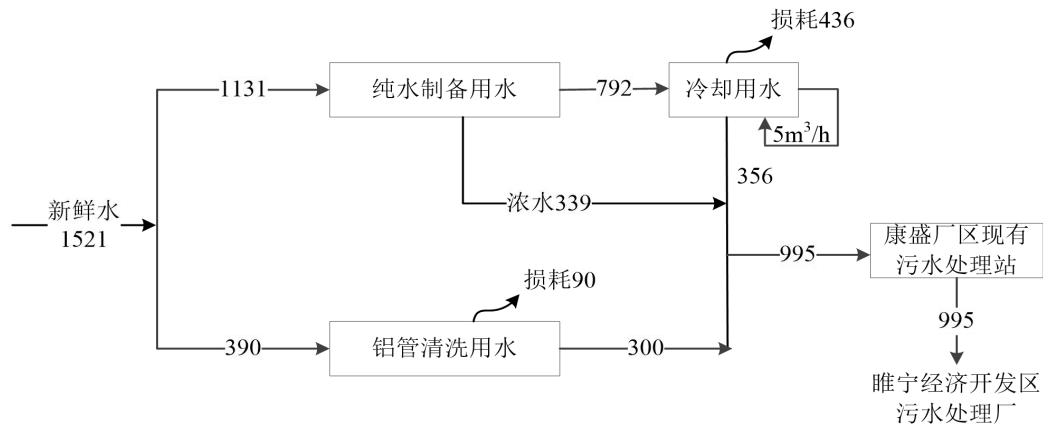 损耗436
1131
纯水制备用水
792
冷却用水
5m³/h
356
浓水339
新鲜水
1521
康盛厂区现有
污水处理站
995
损耗90
995
390
铝管清洗用水
300
睢宁经济开发区
污水处理厂